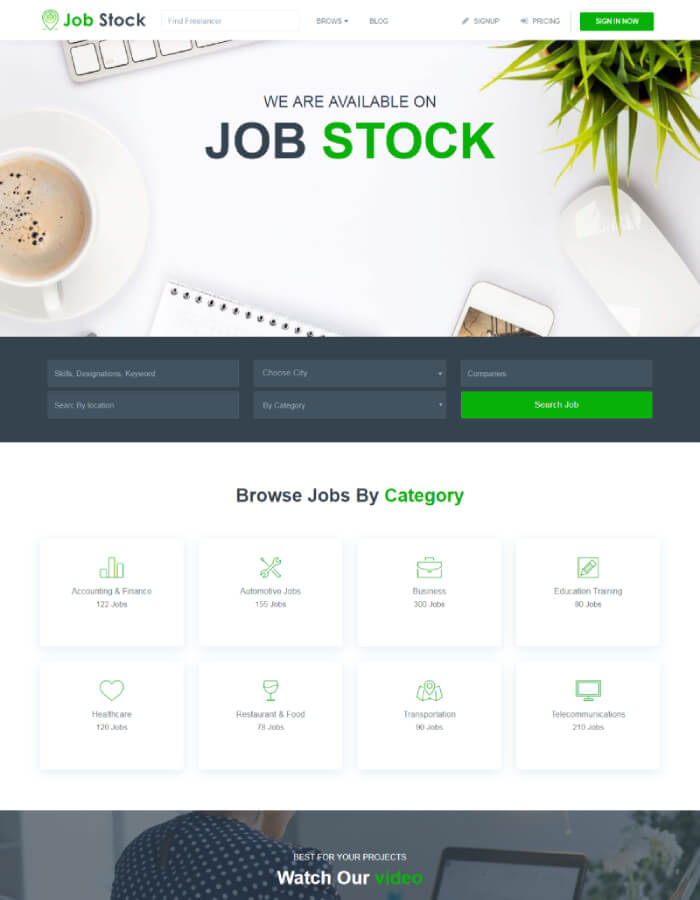 Job Stock
Find Freelancer
BROWS
BLOG
SIGNUP
PRICING
SIGN IN NOW
WE ARE AVAILABLE ON
JOB STOCK
Skills, Designations, Keyword
Choose City
Companies
Searc By location
By Category
Search Job
Browse Jobs By Category
Accounting & Finance
122 Jobs
Automotive Jobs
155 Jobs
Business
300 Jobs
Education Training
80 Jobs
Healthcare
120 Jobs
Restaurant & Food
78 Jobs
Transportation
90 Jobs
Telecommunications
210 Jobs
BEST FOR YOUR PROJECTS
Watch Our video